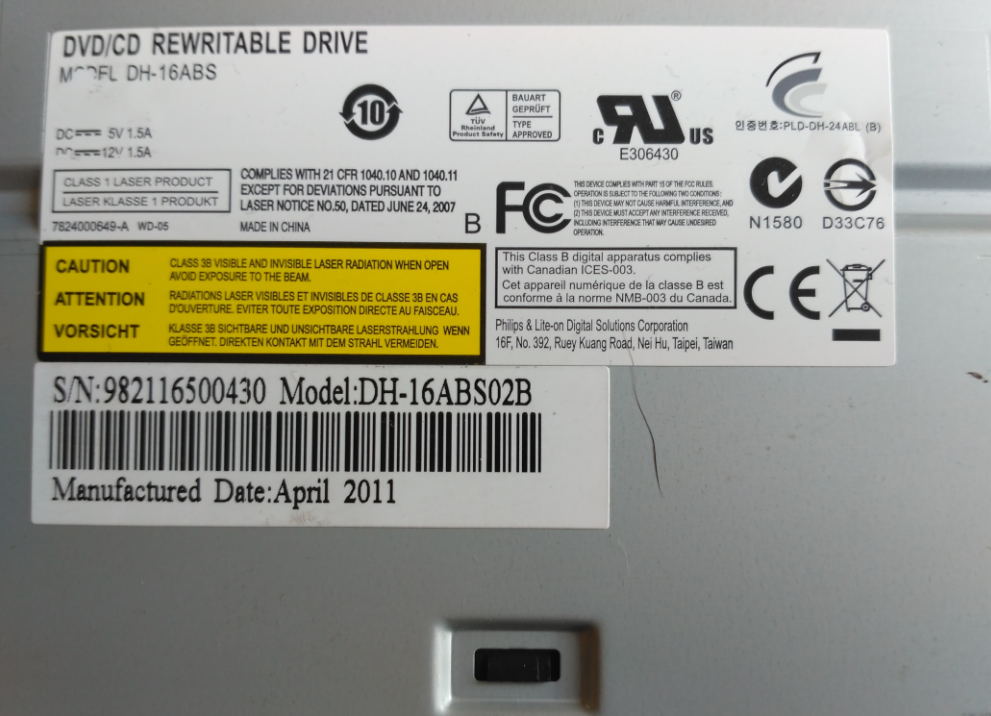 DVD/CD REWRITABLE DRIVE
DH-16ABS
DC 5V 1.5A
12V 1.5A
10
TÜV
Rheinland
Product Safety
BAUART
GEPRÜFT
TYPE
APPROVED
c RU US ®
E306430
인증번호:PLD-DH-24ABL (B)
CLASS 1 LASER PRODUCT
LASER KLASSE 1 PRODUKT
7824000649-A WD-05
COMPLIES WITH 21 CFR 1040.10 AND 1040.11
EXCEPT FOR DEVIATIONS PURSUANT TO
LASER NOTICE NO.50, DATED JUNE 24, 2007
MADE IN CHINA
B
FC
THIS DEVICE COMPLIES WITH PART 15 OF THE FCC RULES.
OPERATION IS SUBJECT TO THE FOLLOWING TWO CONDITIONS:
(1) THIS DEVICE MAY NOT CAUSE HARMFUL INTERFERENCE, AND
(2) THIS DEVICE MUST ACCEPT ANY INTERFERENCE RECEIVED,
INCLUDING INTERFERENCE THAT MAY CAUSE UNDESIRED
OPERATION.
N1580
D33C76
CAUTION
CLASS 3B VISIBLE AND INVISIBLE LASER RADIATION WHEN OPEN
AVOID EXPOSURE TO THE BEAM.
ATTENTION
RADIATIONS LASER VISIBLES ET INVISIBLES DE CLASSE 3B EN CAS
D'OUVERTURE. EVITER TOUTE EXPOSITION DIRECTE AU FAISCEAU.
VORSICHT
KLASSE 3B SICHTBARE UND UNSICHTBARE LASERSTRAHLUNG WENN
GEÖFFNET. DIREKTEN KONTAKT MIT DEM STRAHL VERMEIDEN.
This Class B digital apparatus complies
with Canadian ICES-003.
Cet appareil numérique de la classe B est
conforme à la norme NMB-003 du Canada.
CE
Philips & Lite-on Digital Solutions Corporation
16F, No. 392, Ruey Kuang Road, Nei Hu, Taipei, Taiwan
S/N:982116500430 Model:DH-16ABS02B
Manufactured Date:April 2011